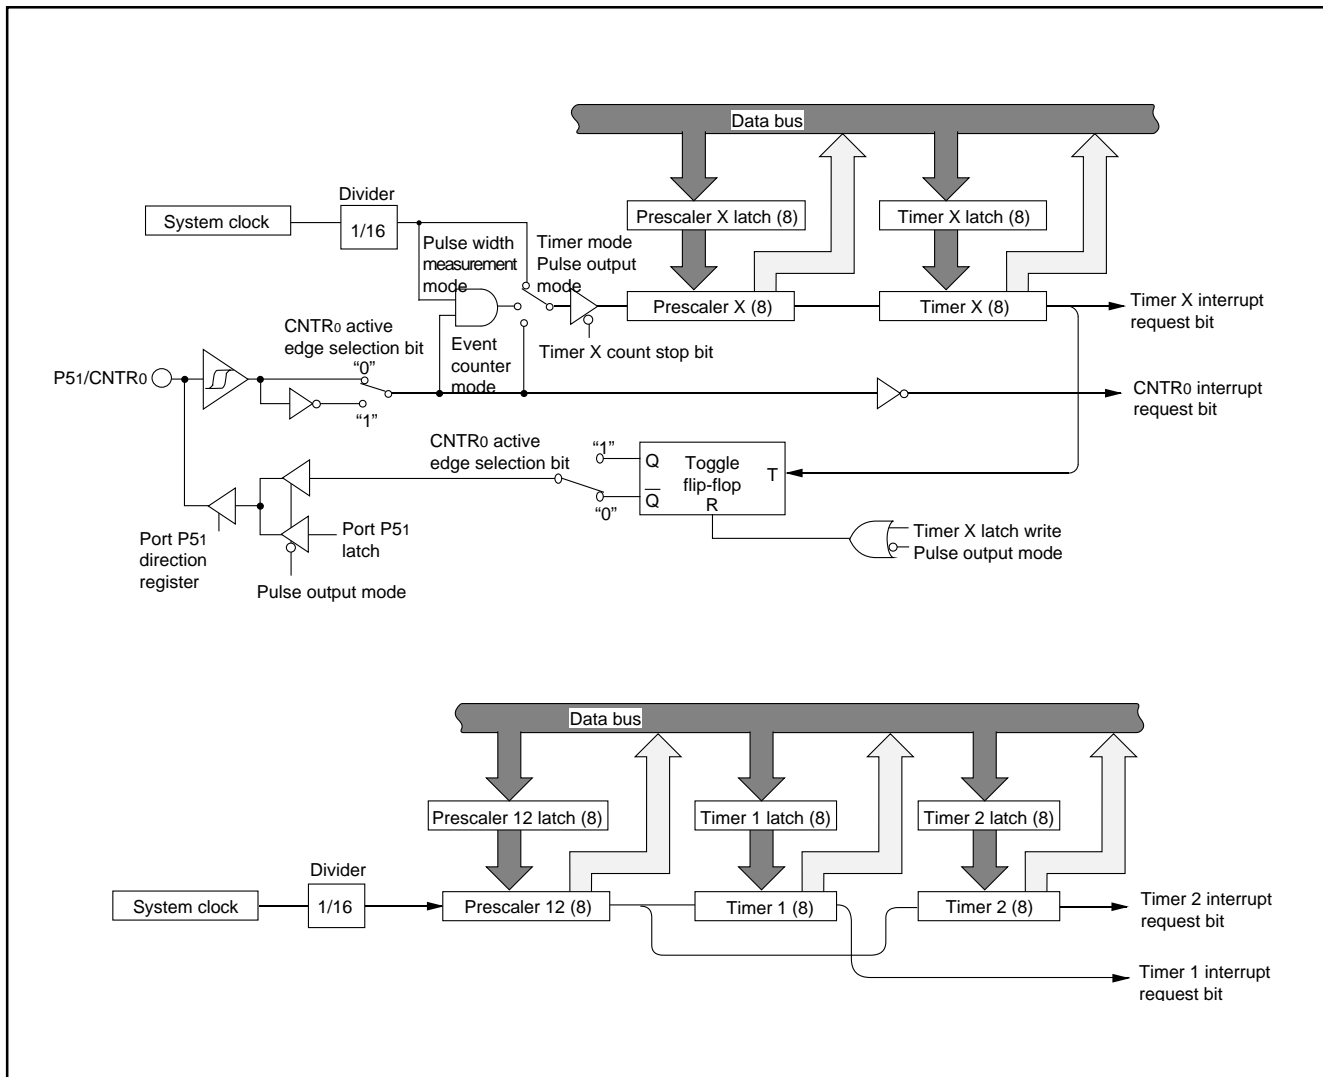 Data bus
Divider
System clock
1/16
Prescaler X latch (8)
Timer X latch (8)
Pulse width
measurement
mode
Timer mode
Pulse output
mode
Prescaler X (8)
Timer X (8)
Timer X interrupt
request bit
CNTR0 active
edge selection bit
"0"
Event
counter
mode
Timer X count stop bit
P51/CNTR0
"1"
CNTR0 interrupt
request bit
CNTR0 active
edge selection bit
"1"
Q
Toggle
flip-flop
T
Q
R
"0"
Port P51
direction
register
Port P51
latch
Pulse output mode
Timer X latch write
Pulse output mode
Data bus
Prescaler 12 latch (8)
Timer 1 latch (8)
Timer 2 latch (8)
Divider
System clock
1/16
Prescaler 12 (8)
Timer 1 (8)
Timer 2 (8)
Timer 2 interrupt
request bit
Timer 1 interrupt
request bit